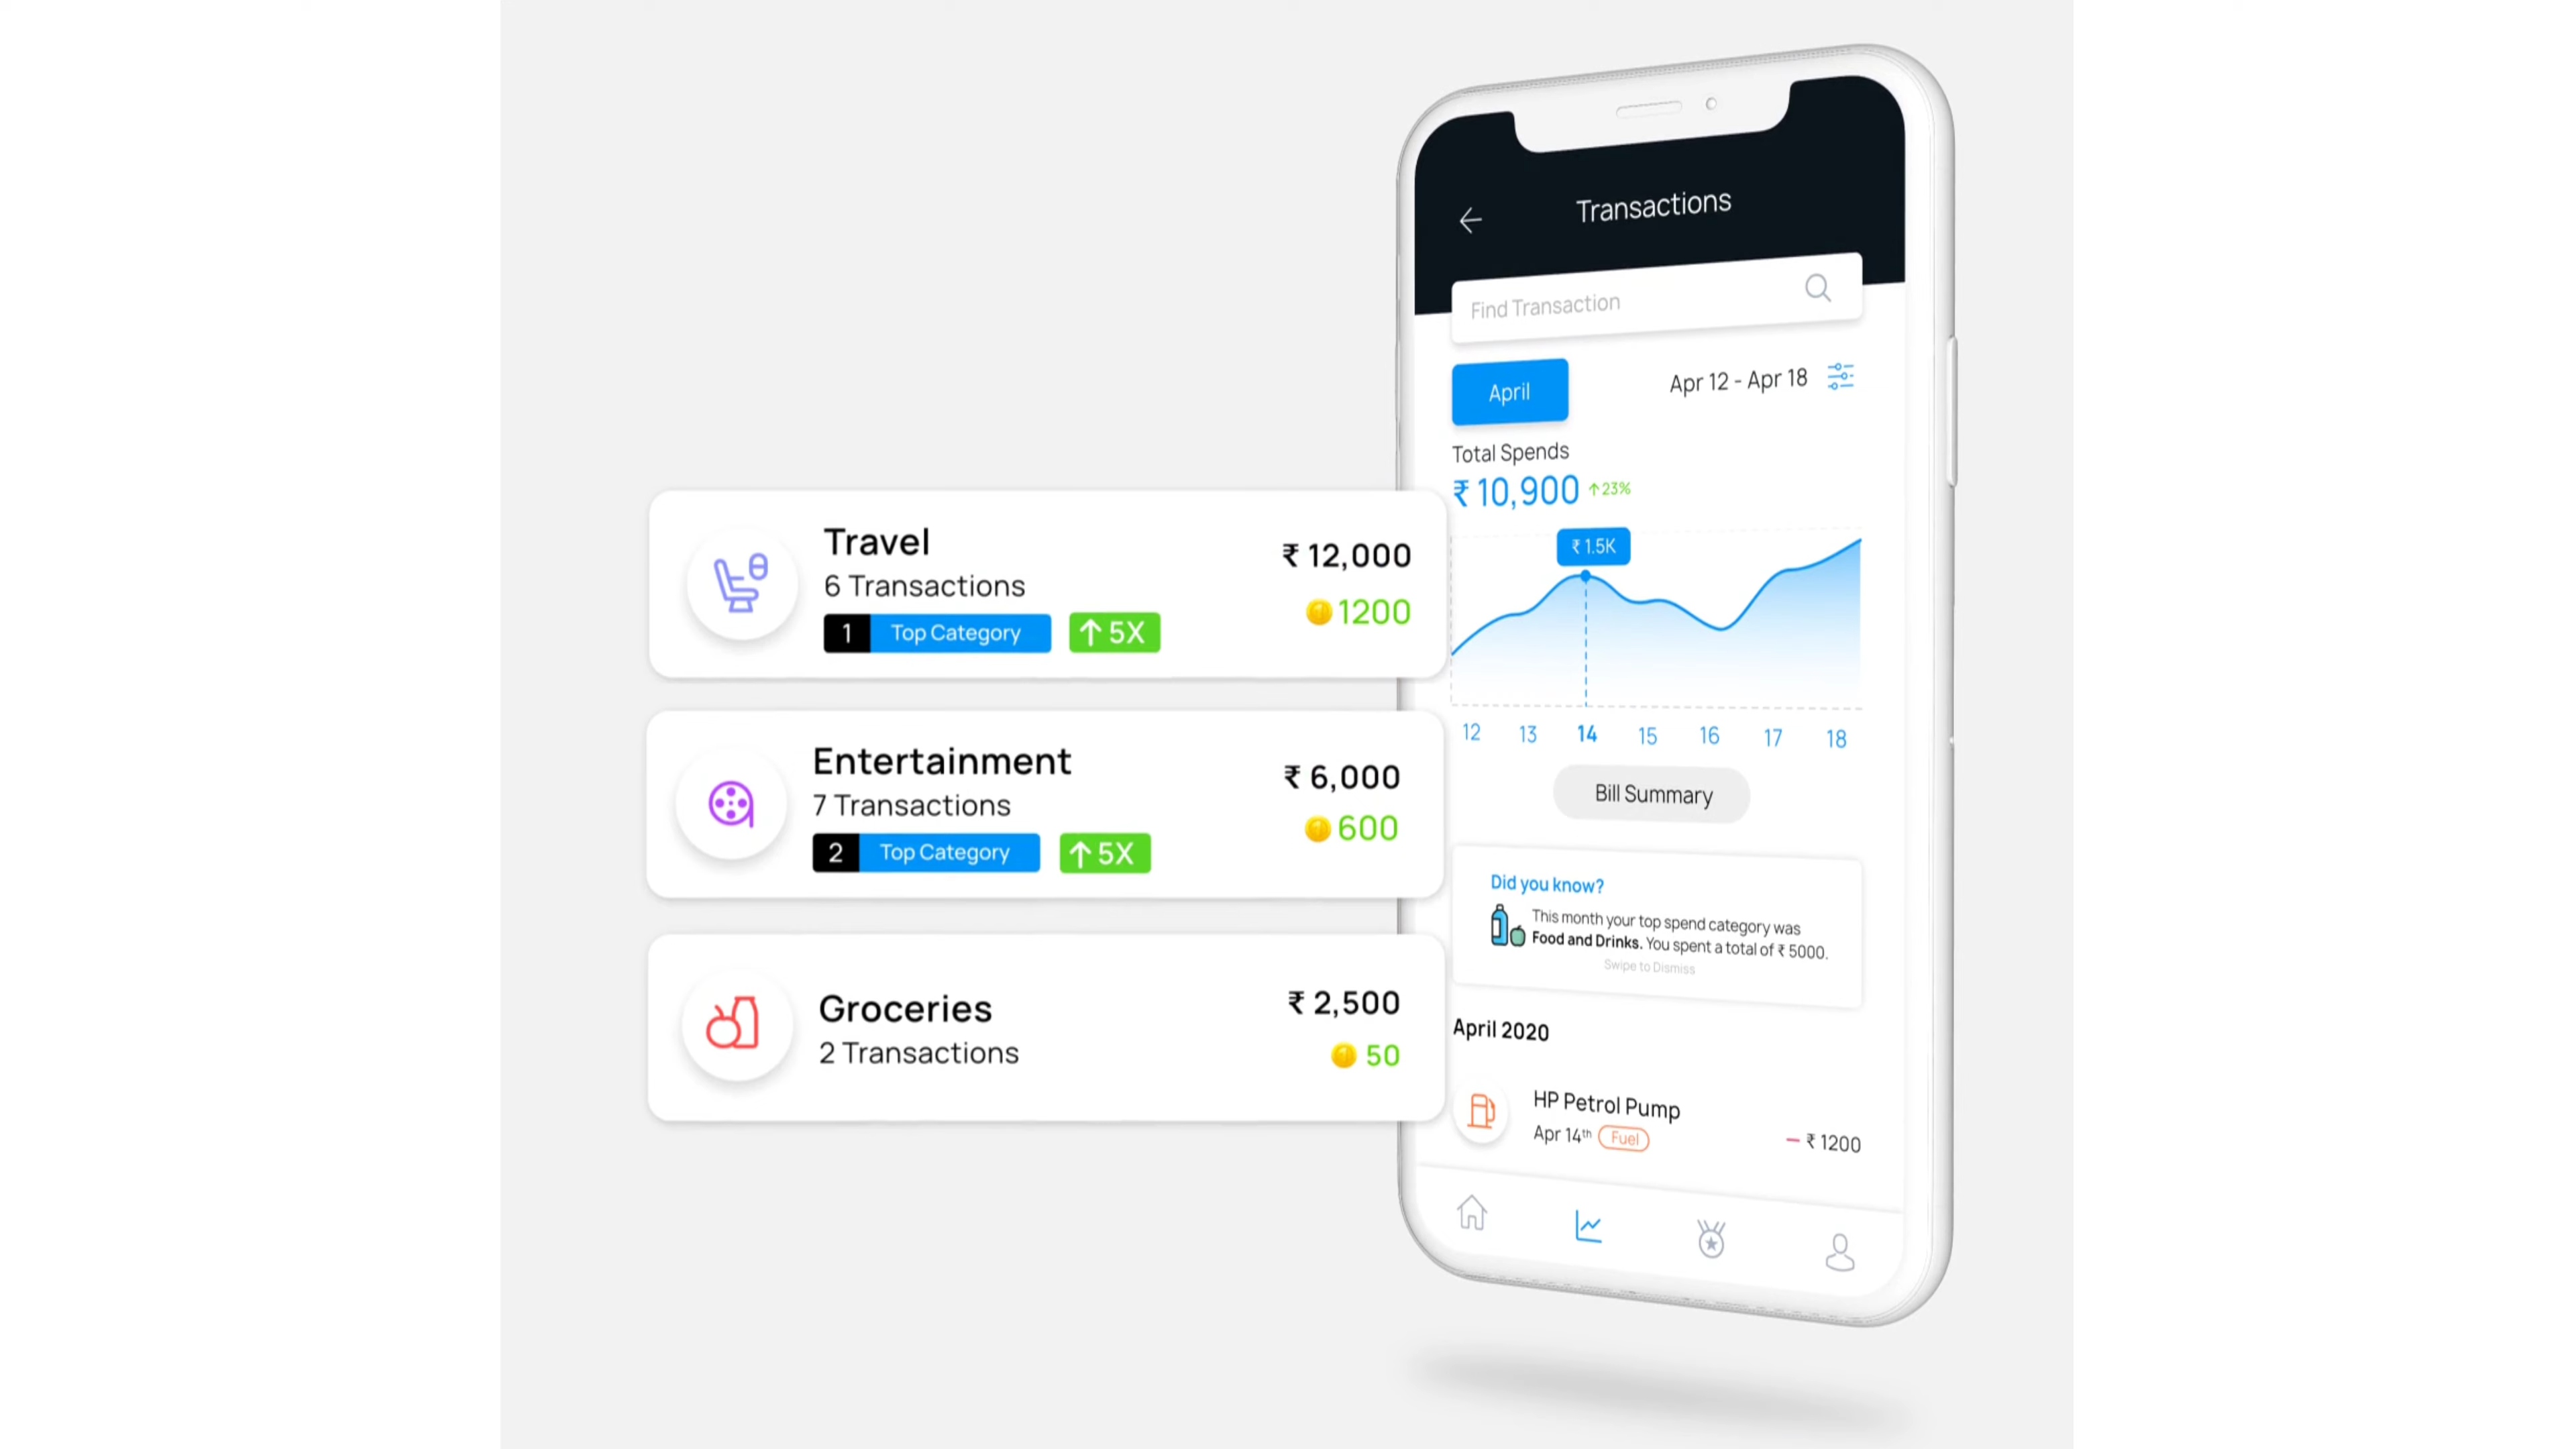 Travel
6 Transactions
1 Top Category ↑ 5X
₹ 12,000
1200
Entertainment
7 Transactions
2 Top Category ↑ 5X
₹ 6,000
600
Groceries
2 Transactions
₹ 2,500
50
Transactions
Find Transaction
April
Apr 12 - Apr 18
Total Spends
₹ 10,900 ↑ 23%
₹ 1.5K
12 13 14 15 16 17 18
Bill Summary
Did you know?
This month your top spend category was
Food and Drinks. You spent a total of ₹ 5000.
Swipe to Dismiss
April 2020
HP Petrol Pump
Apr 14th Fuel
– ₹ 1200